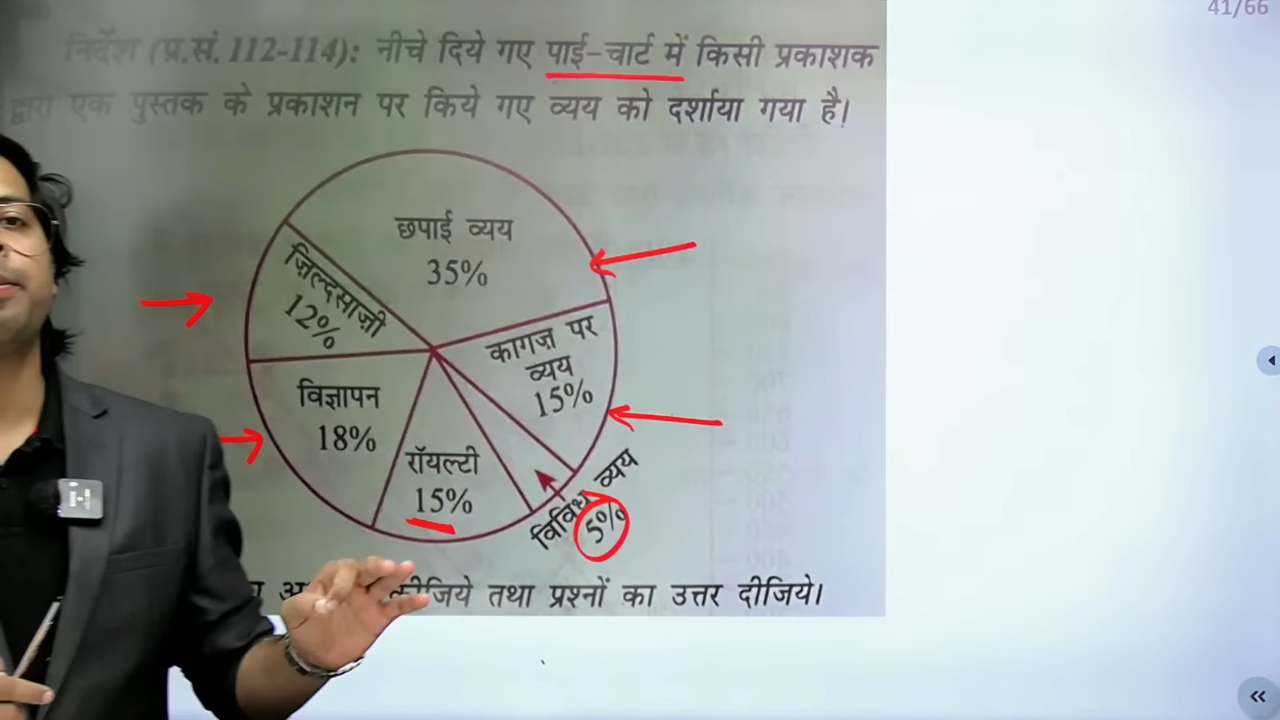 41/66
निर्देश (प्र.सं. 112-114): नीचे दिये गए पाई-चार्ट में किसी प्रकाशक
द्वारा एक पुस्तक के प्रकाशन पर किये गए व्यय को दर्शाया गया है।
छपाई व्यय
35%
ज़िल्दसाज़ी
12%
कागज़ पर
व्यय
15%
विज्ञापन
18%
रॉयल्टी
15%
विविध व्यय
5%
कीजिये तथा प्रश्नों का उत्तर दीजिये।